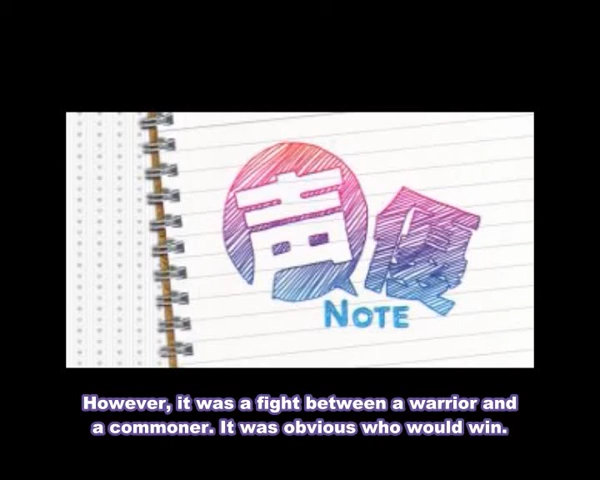 声優
NOTE
However, it was a fight between a warrior and
a commoner. It was obvious who would win.